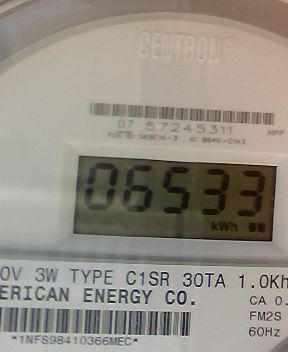 CENTRON®
07 57245311
HPP
06533
kWh
0V 3W TYPE C1SR 30TA 1.0Kh
ERICAN ENERGY CO.
CA 0.
FM2S
60Hz
*1NFS98410366MEC*